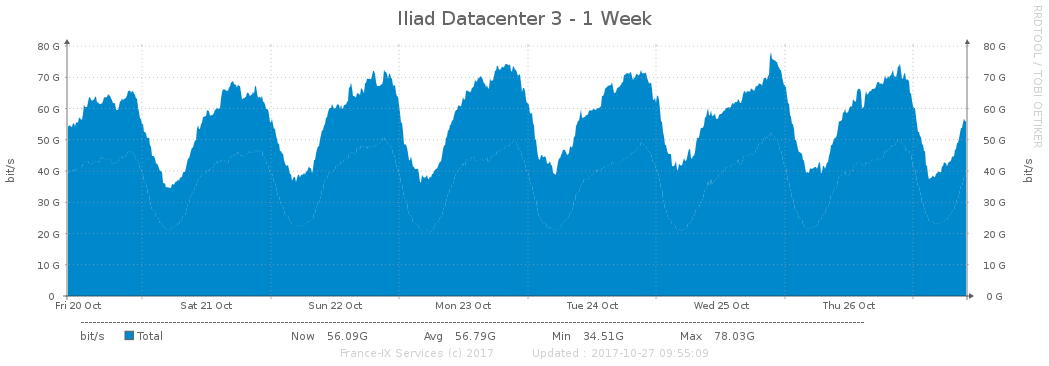 Iliad Datacenter 3 - 1 Week
RRDTOOL / TOBI OETIKER
80 G 80 G
70 G 70 G
60 G 60 G
50 G 50 G
40 G 40 G
30 G 30 G
20 G 20 G
10 G 10 G
0 0 G
bit/s
bit/s
Fri 20 Oct Sat 21 Oct Sun 22 Oct Mon 23 Oct Tue 24 Oct Wed 25 Oct Thu 26 Oct
bit/s Total Now 56.09G Avg 56.79G Min 34.51G Max 78.03G
France-IX Services (c) 2017 Updated : 2017-10-27 09:55:09